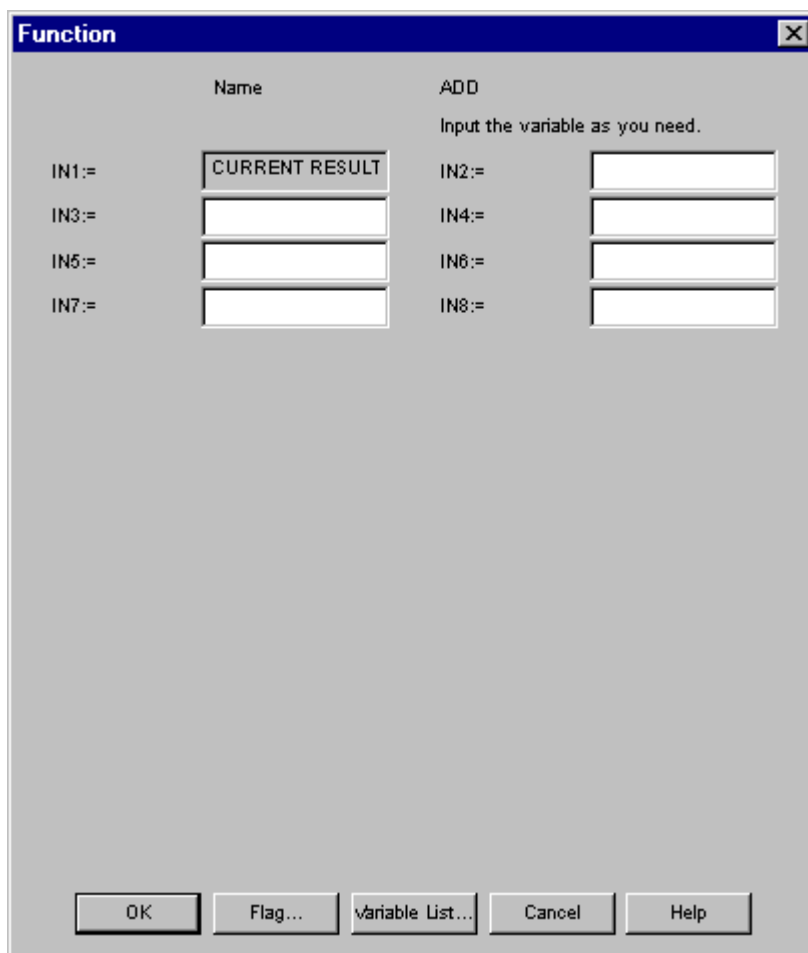 Function
Name ADD
Input the variable as you need.
IN1:= CURRENT RESULT IN2:=
IN3:= IN4:=
IN5:= IN6:=
IN7:= IN8:=
OK Flag... Variable List... Cancel Help